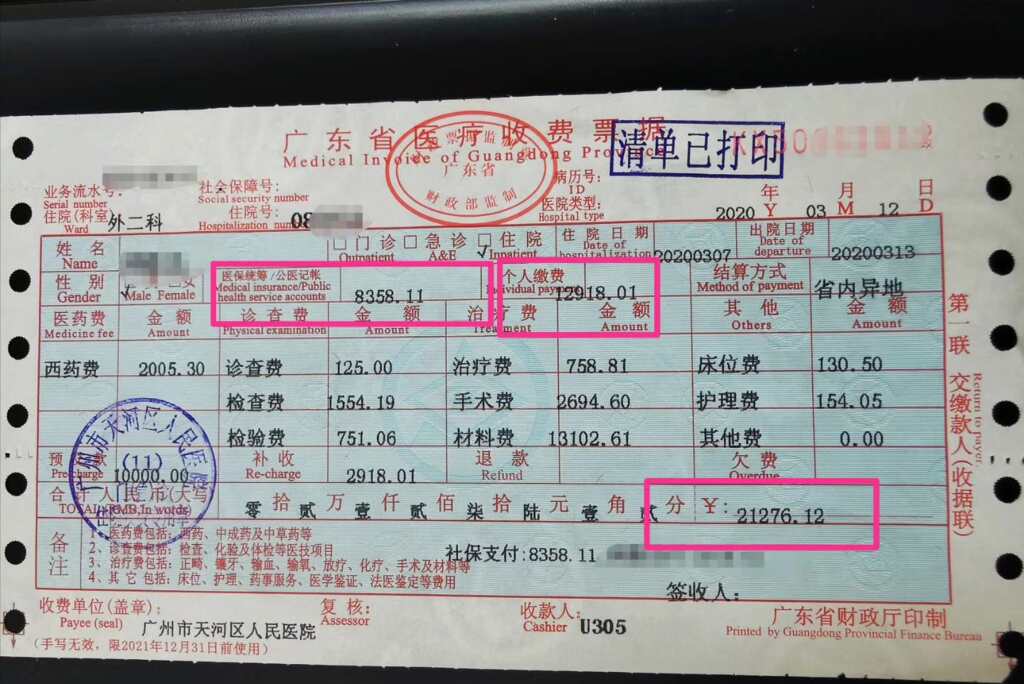 广东省医疗收费票据
Medical Invoice of Guangdong Province
清单已打印
票监
广东省
财政部监制
业务流水号:
Serial number
社会保障号:
Social security number
病历号:
ID
住院(科室)
Ward
外二科
住院号:
Hospitalization number
08
医院类型:
Hospital type
2020 年Y 03 月M 12 日D
姓名
Name
□门诊 □急诊 √住院
Outpatient A&E Inpatient
住院日期
Date of hospitalization
20200307
出院日期
Date of departure
20200313
性别
Gender
√Male Female
医保统筹/公医记帐
Medical insurance/Public health service accounts
8358.11
个人缴费
Individual payment
12918.01
结算方式
Method of payment
省内异地
医药费 金额 诊查费 金额 治疗费 金额 其他 金额
Medicine fee Amount Physical examination Amount Treatment Amount Others Amount
西药费 2005.30 诊查费 125.00 治疗费 758.81 床位费 130.50
检查费 1554.19 手术费 2694.60 护理费 154.05
检验费 751.06 材料费 13102.61 其他费 0.00
预 款 10000.00 补收 2918.01 退款 欠费
Pre-charge Re-charge Refund Overdue
合计人民币(大写)
TOTAL(RMB,In words)
零 拾 贰 万 壹 仟 贰 佰 柒 拾 陆 元 壹 角 贰 分 ¥: 21276.12
备注
1、医药费包括:西药、中成药及中草药等
2、诊查费包括:检查、化验及体检等医技项目
3、治疗费包括:正畸、镶牙、输血、输氧、放疗、化疗、手术及材料等
4、其它 包括:床位、护理、药事服务、医学鉴证、法医鉴定等费用
社保支付:8358.11
签收人:
广州市天河区人民医院
(11)
收费单位(盖章):
Payee (seal)
广州市天河区人民医院
复核:
Assessor
收款人:
Cashier
U305
广东省财政厅印制
Printed by Guangdong Provincial Finance Bureau
(手写无效,限2021年12月31日前使用)
第一联 交缴款人(收据联)
Return to payer